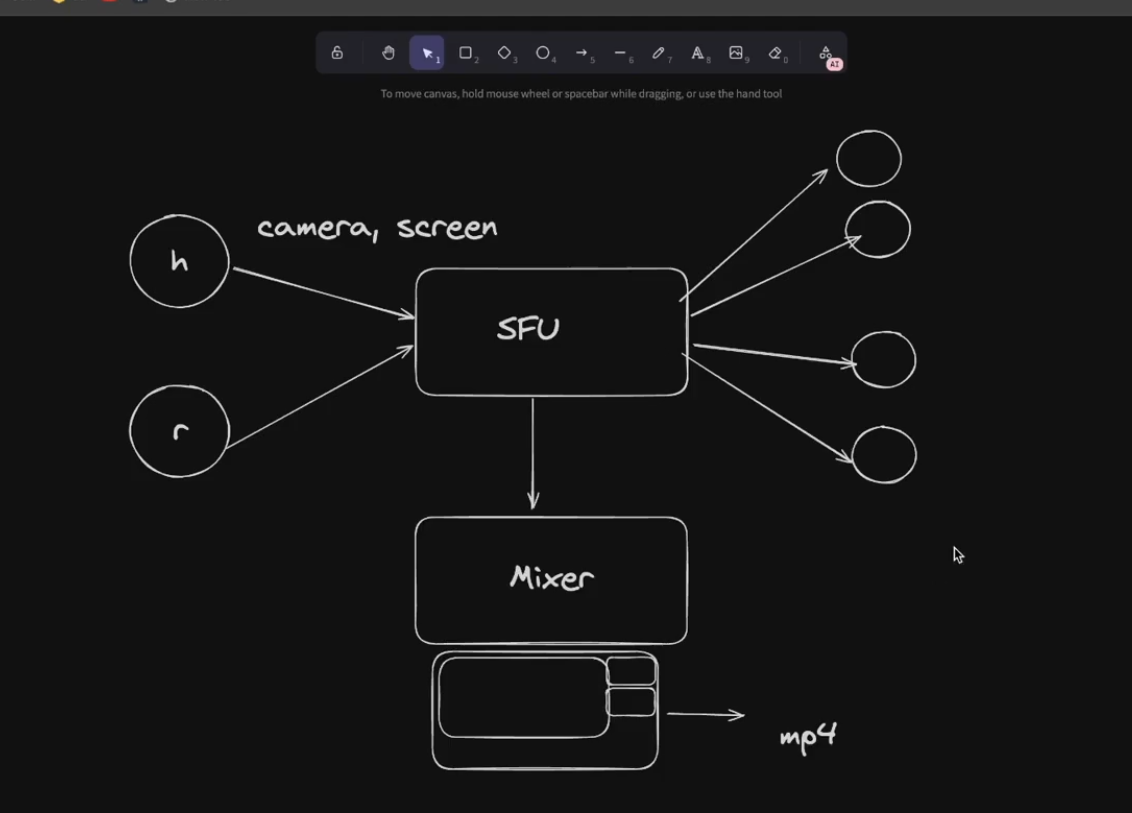 1
2
3
4
5
6
7
A 8
9
0
AI
To move canvas, hold mouse wheel or spacebar while dragging, or use the hand tool
camera, screen
h
SFU
r
Mixer
mp4